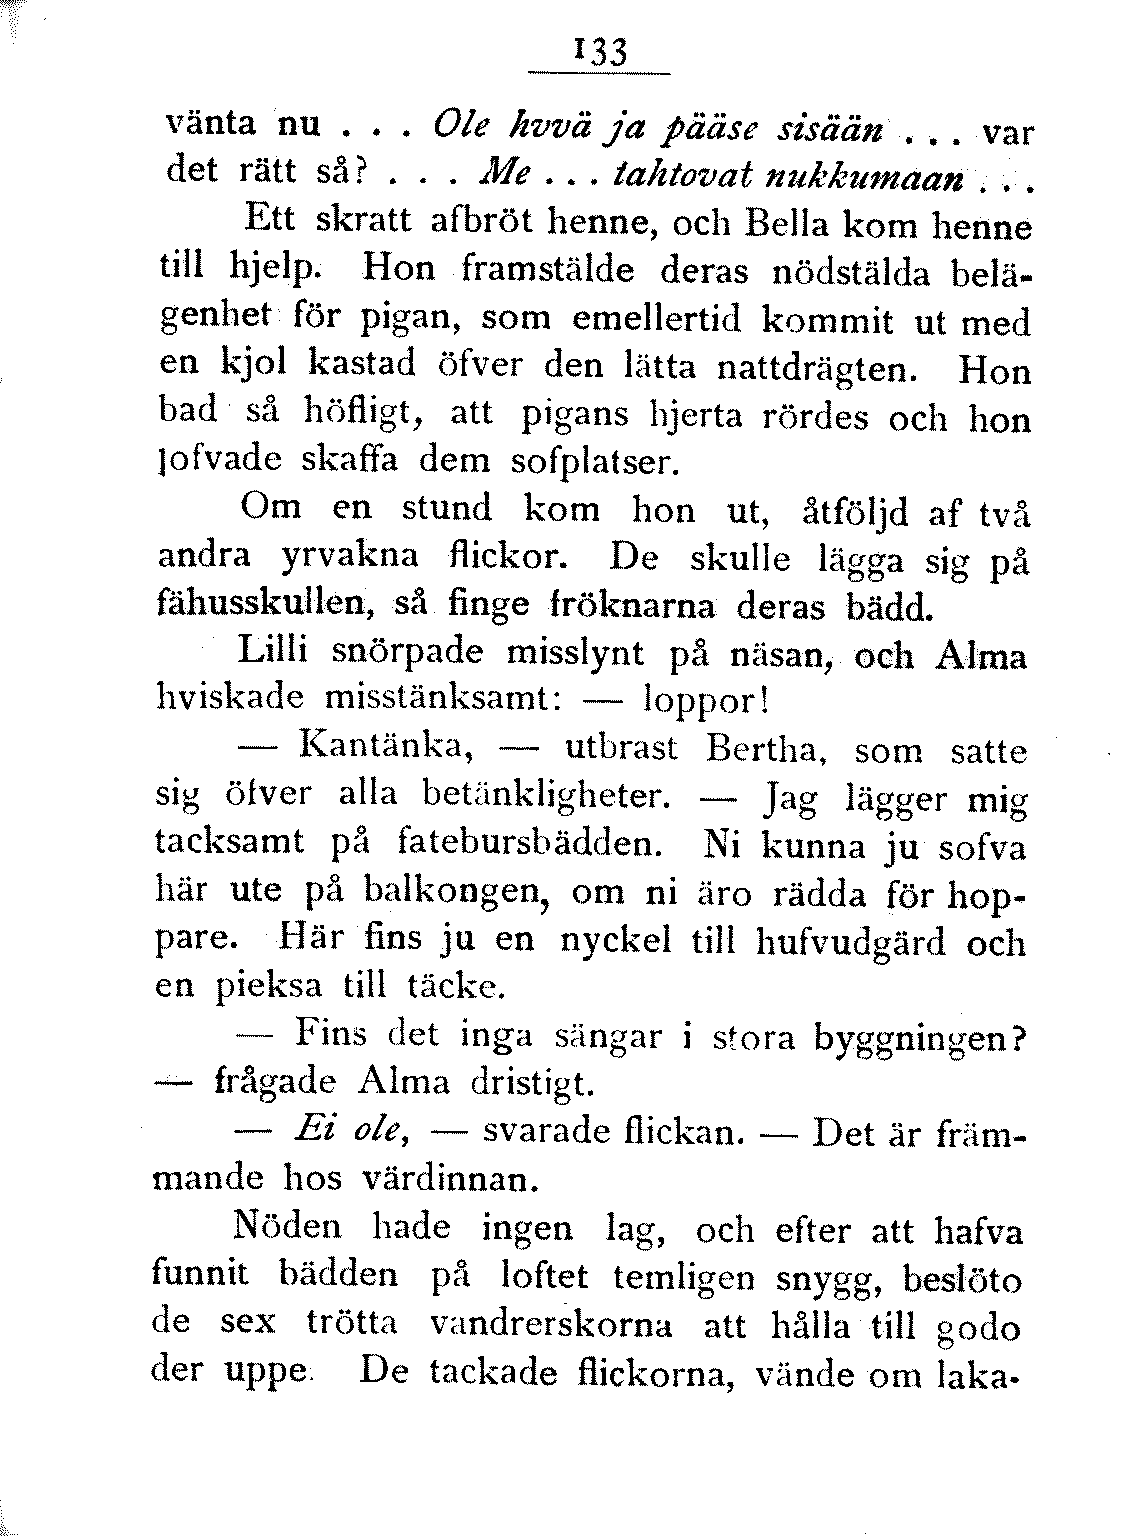 133
vänta nu . . . Ole hvvä ja pääse sisään . . . var
det rätt så? . . . Me . . . tahtovat nukkumaan . . .
Ett skratt afbröt henne, och Bella kom henne
till hjelp. Hon framstälde deras nödstälda belä-
genhet för pigan, som emellertid kommit ut med
en kjol kastad öfver den lätta nattdrägten. Hon
bad så höfligt, att pigans hjerta rördes och hon
lofvade skaffa dem sofplatser.
Om en stund kom hon ut, åtföljd af två
andra yrvakna flickor. De skulle lägga sig på
fähusskullen, så finge fröknarna deras bädd.
Lilli snörpade misslynt på näsan, och Alma
hviskade misstänksamt: — loppor!
— Kantänka, — utbrast Bertha, som satte
sig öfver alla betänkligheter. — Jag lägger mig
tacksamt på fatebursbädden. Ni kunna ju sofva
här ute på balkongen, om ni äro rädda för hop-
pare. Här fins ju en nyckel till hufvudgärd och
en pieksa till täcke.
— Fins det inga sängar i stora byggningen?
— frågade Alma dristigt.
— Ei ole, — svarade flickan. — Det är främ-
mande hos värdinnan.
Nöden hade ingen lag, och efter att hafva
funnit bädden på loftet temligen snygg, beslöto
de sex trötta vandrerskorna att hålla till godo
der uppe. De tackade flickorna, vände om laka-